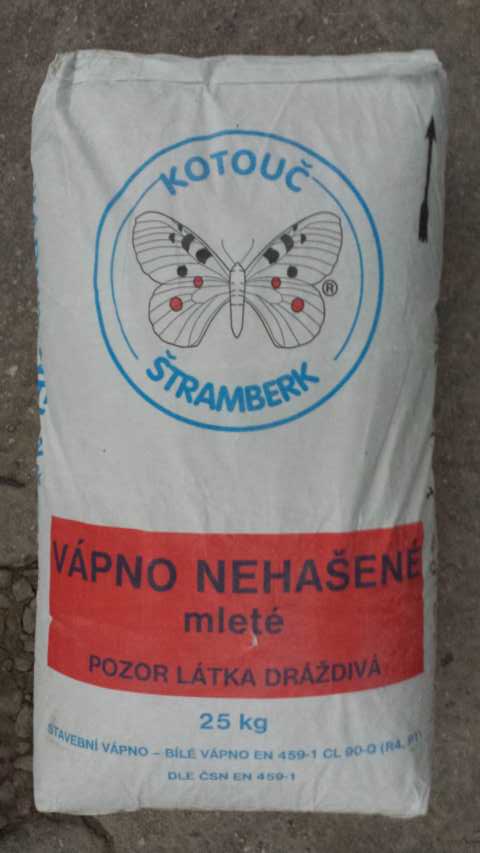 KOTOUČ
®
ŠTRAMBERK
VÁPNO NEHAŠENÉ
mleté
POZOR LÁTKA DRÁŽDIVÁ
25 kg
STAVEBNÍ VÁPNO – BÍLÉ VÁPNO EN 459-1 CL 90-Q (R4, P1)
DLE ČSN EN 459-1